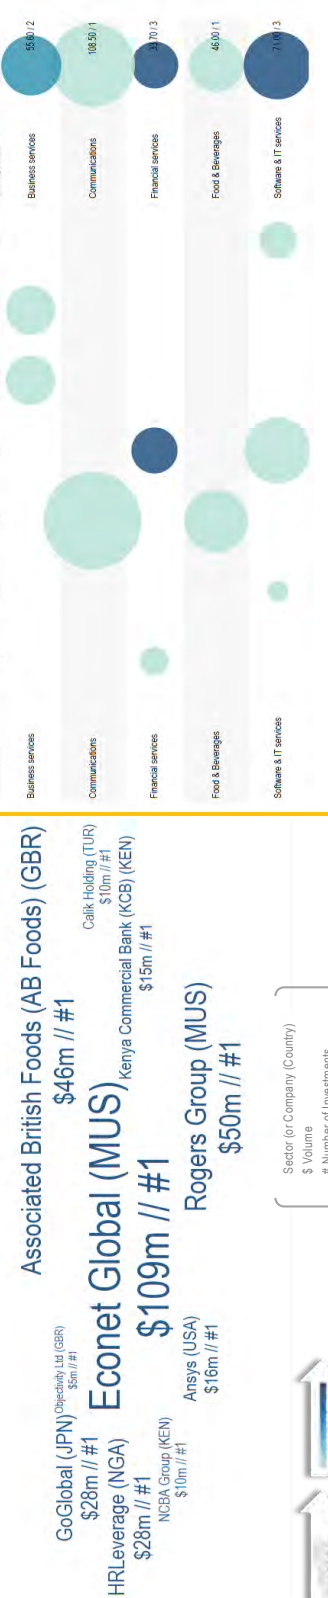 55.60 / 2
108.50 / 1
33.70 / 3
46.00 / 1
71.00 / 3
Business services
Communications
Financial services
Food & Beverages
Software & IT services
Business services
Communications
Financial services
Food & Beverages
Software & IT services
Associated British Foods (AB Foods) (GBR)
$46m // #1
Calik Holding (TUR)
$10m // #1
Kenya Commercial Bank (KCB) (KEN)
$15m // #1
Econet Global (MUS)
$109m // #1
Rogers Group (MUS)
$50m // #1
Objectivity Ltd (GBR)
$5m // #1
GoGlobal (JPN)
$28m // #1
HRLeverage (NGA)
$28m // #1
NCBA Group (KEN)
$10m // #1
Ansys (USA)
$16m // #1
Sector (or Company (Country)
$ Volume
# Number of Investments